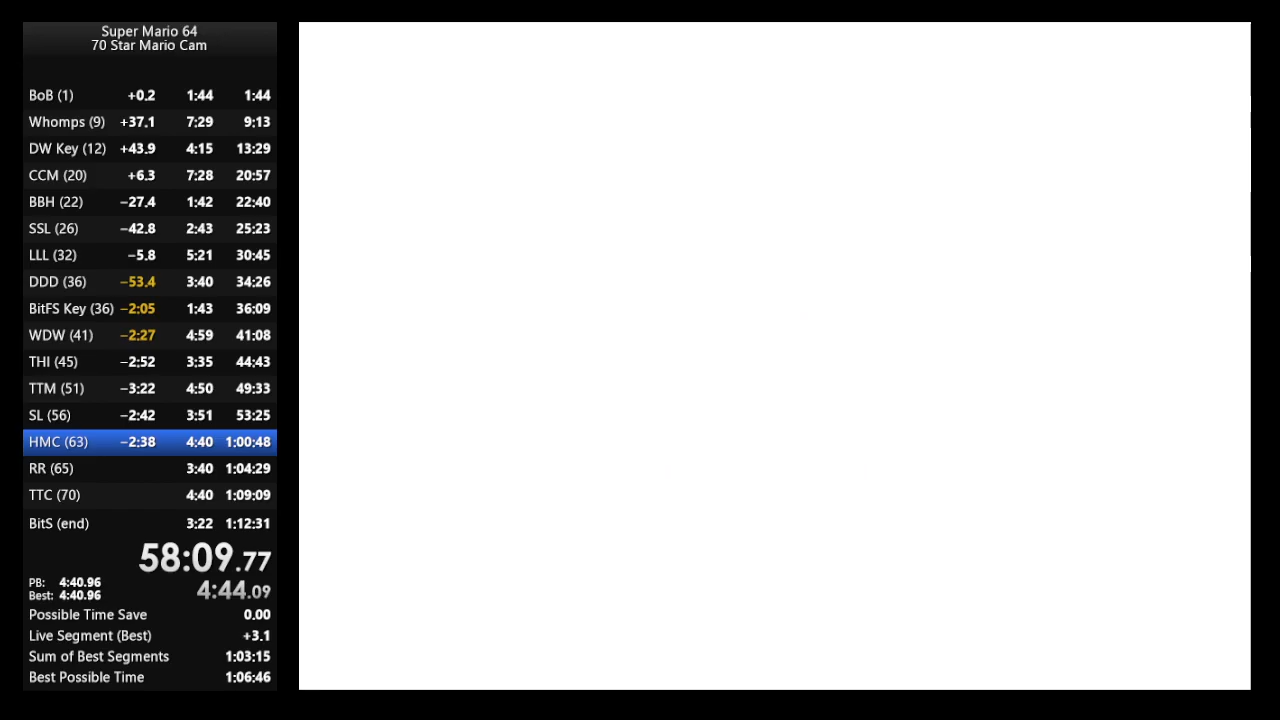 Super Mario 64
70 Star Mario Cam
BoB (1) +0.2 1:44 1:44
Whomps (9) +37.1 7:29 9:13
DW Key (12) +43.9 4:15 13:29
CCM (20) +6.3 7:28 20:57
BBH (22) −27.4 1:42 22:40
SSL (26) −42.8 2:43 25:23
LLL (32) −5.8 5:21 30:45
DDD (36) −53.4 3:40 34:26
BitFS Key (36) −2:05 1:43 36:09
WDW (41) −2:27 4:59 41:08
THI (45) −2:52 3:35 44:43
TTM (51) −3:22 4:50 49:33
SL (56) −2:42 3:51 53:25
HMC (63) −2:38 4:40 1:00:48
RR (65) 3:40 1:04:29
TTC (70) 4:40 1:09:09
BitS (end) 3:22 1:12:31
58:09.77
PB: 4:40.96
Best: 4:40.96
4:44.09
Possible Time Save 0.00
Live Segment (Best) +3.1
Sum of Best Segments 1:03:15
Best Possible Time 1:06:46